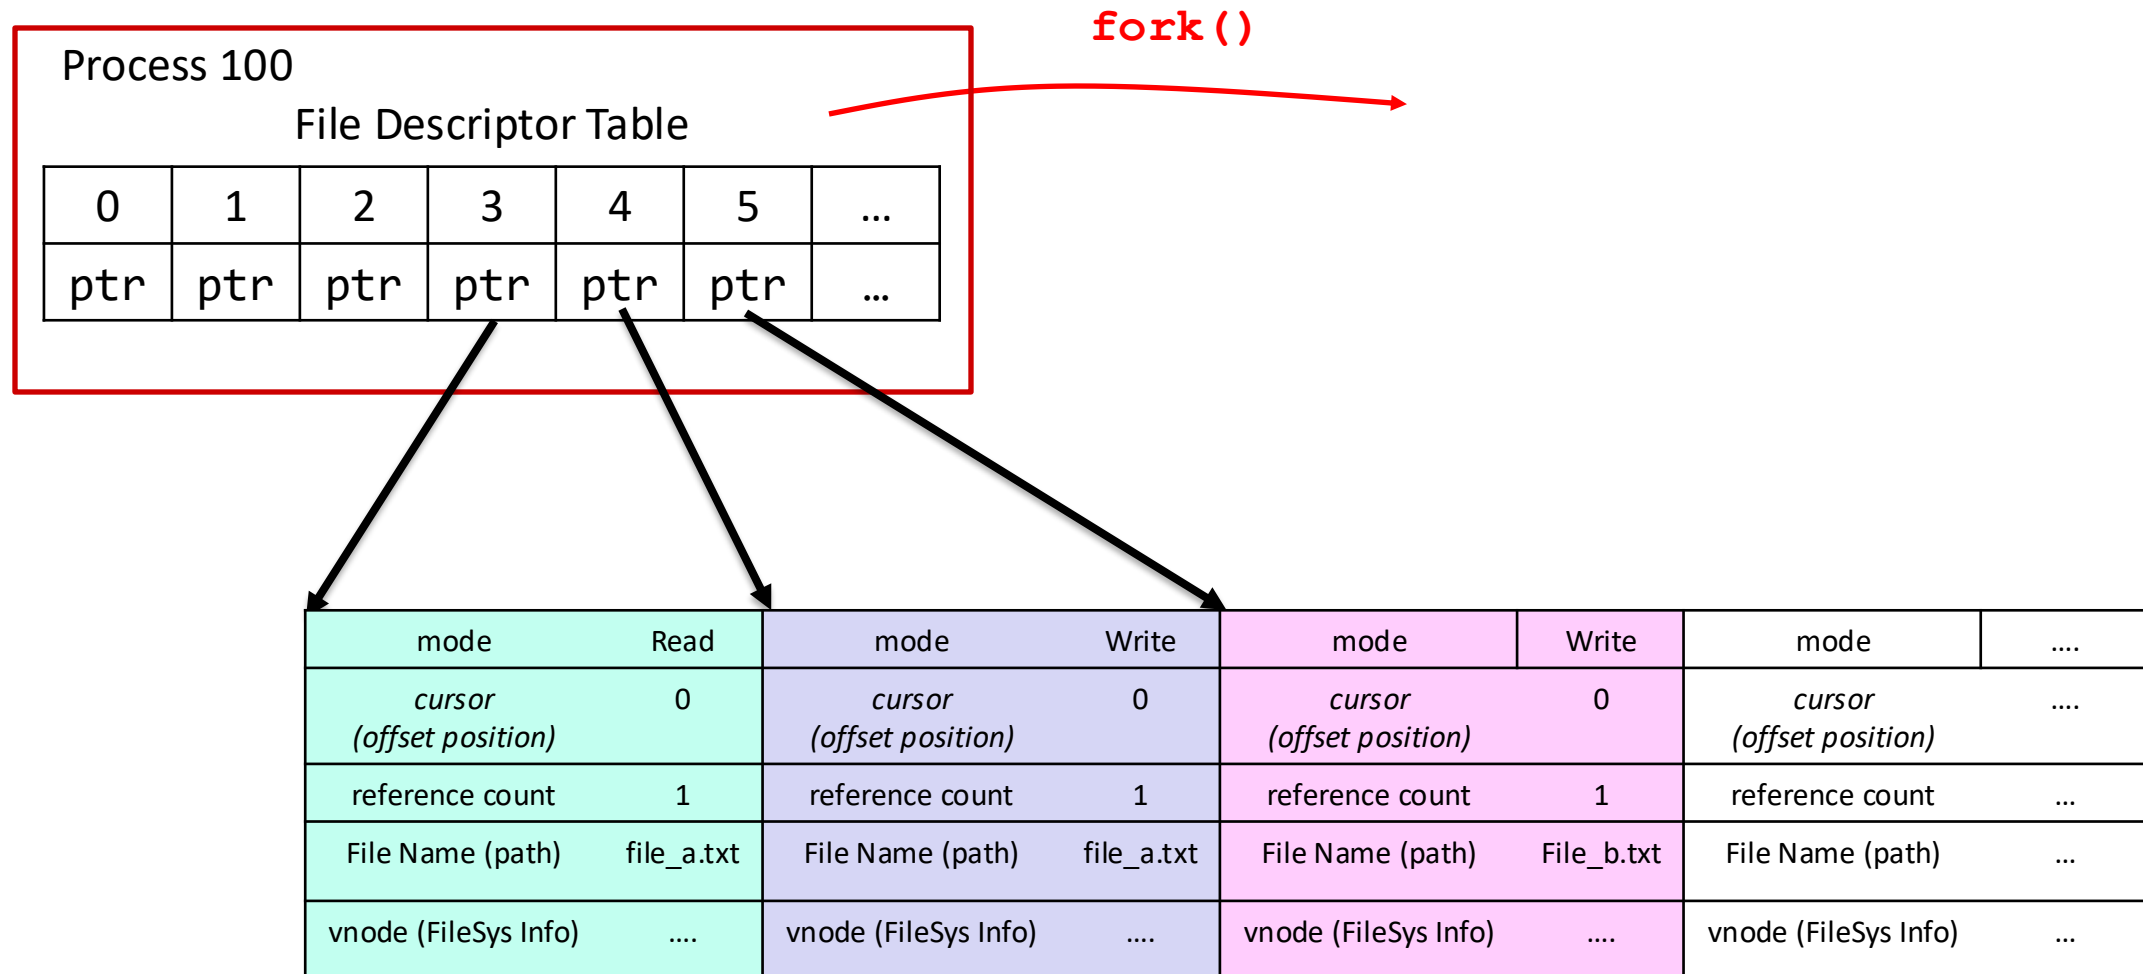 fork()
Process 100
File Descriptor Table
0 1 2 3 4 5 …
ptr ptr ptr ptr ptr ptr …
mode Read mode Write mode Write mode ….
cursor 0 cursor 0 cursor 0 cursor ….
(offset position) (offset position) (offset position) (offset position)
reference count 1 reference count 1 reference count 1 reference count …
File Name (path) file_a.txt File Name (path) file_a.txt File Name (path) File_b.txt File Name (path) …
vnode (FileSys Info) …. vnode (FileSys Info) …. vnode (FileSys Info) …. vnode (FileSys Info) …